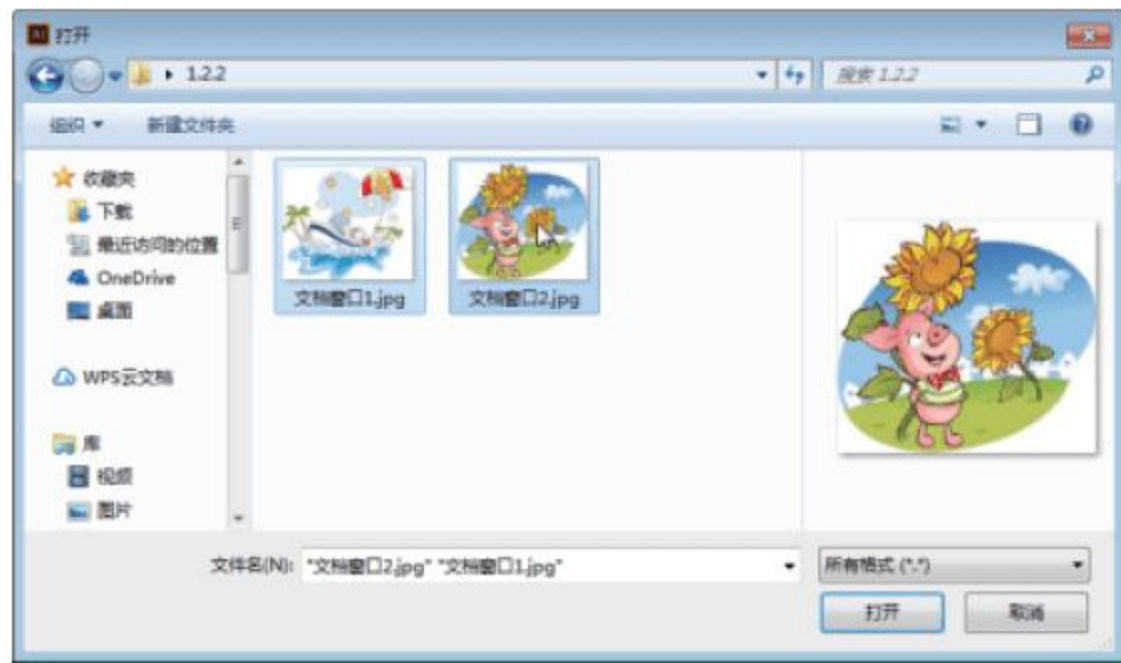 Ai 打开
1.2.2
搜索 1.2.2
组织 新建文件夹
收藏夹
下载
最近访问的位置
OneDrive
桌面
WPS云文档
库
视频
图片
文档窗口1.jpg
文档窗口2.jpg
文件名(N): "文档窗口2.jpg" "文档窗口1.jpg"
所有格式 (*.*)
打开 取消